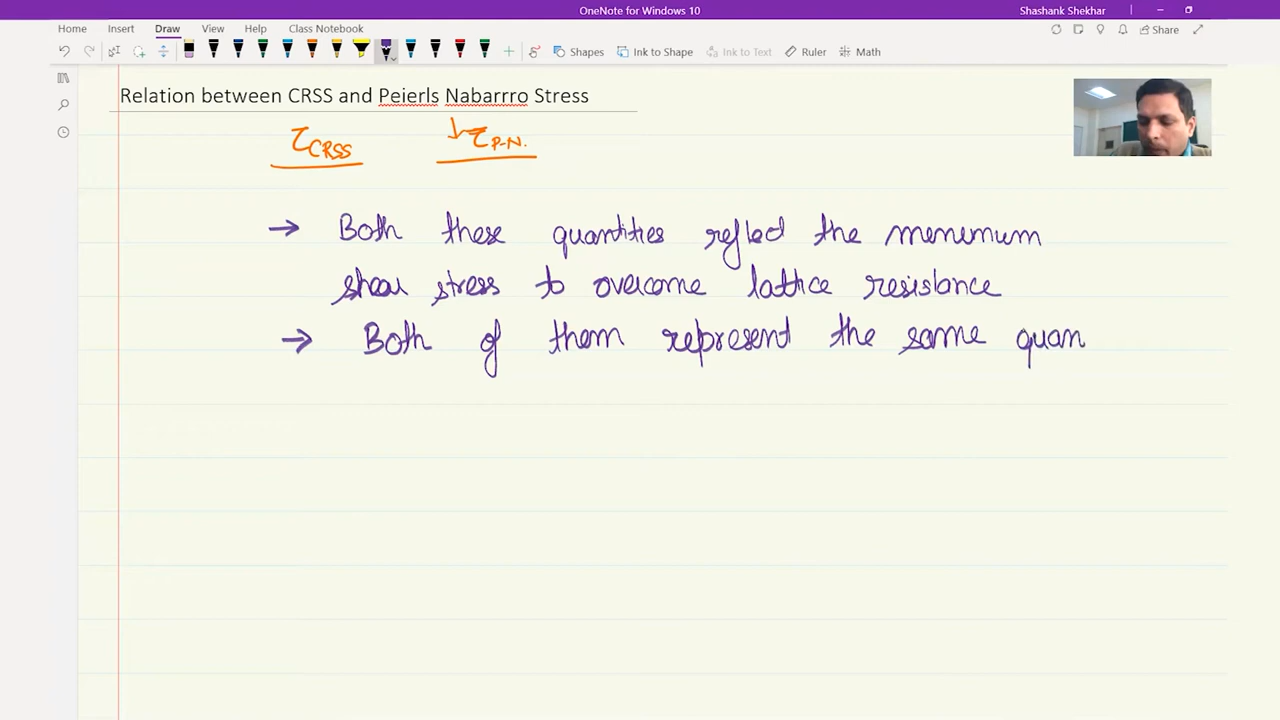 OneNote for Windows 10
Shashank Shekhar
Home Insert Draw View Help Class Notebook
Shapes Ink to Shape Ink to Text Ruler Math
Share
Relation between CRSS and Peierls Nabarrro Stress
τCRSS τP-N.
→ Both these quantities reflect the menemum
shear stress to overcome lattice resistance
→ Both of them represent the same quan